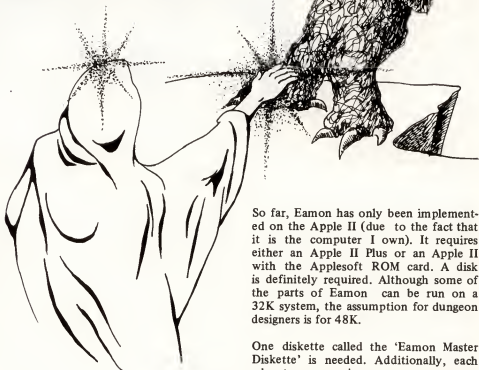 So far, Eamon has only been implement-
ed on the Apple II (due to the fact that
it is the computer I own). It requires
either an Apple II Plus or an Apple II
with the Applesoft ROM card. A disk
is definitely required. Although some of
the parts of Eamon can be run on a
32K system, the assumption for dungeon
designers is for 48K.
One diskette called the 'Eamon Master
Diskette' is needed. Additionally, each